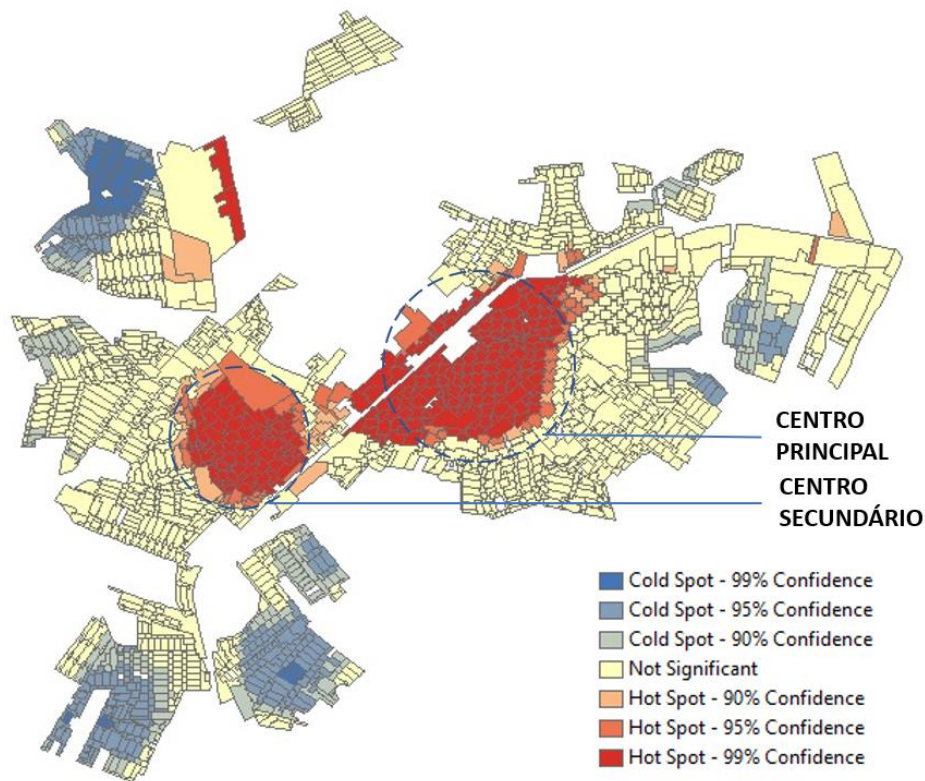 CENTRO
PRINCIPAL
CENTRO
SECUNDÁRIO
Cold Spot - 99% Confidence
Cold Spot - 95% Confidence
Cold Spot - 90% Confidence
Not Significant
Hot Spot - 90% Confidence
Hot Spot - 95% Confidence
Hot Spot - 99% Confidence